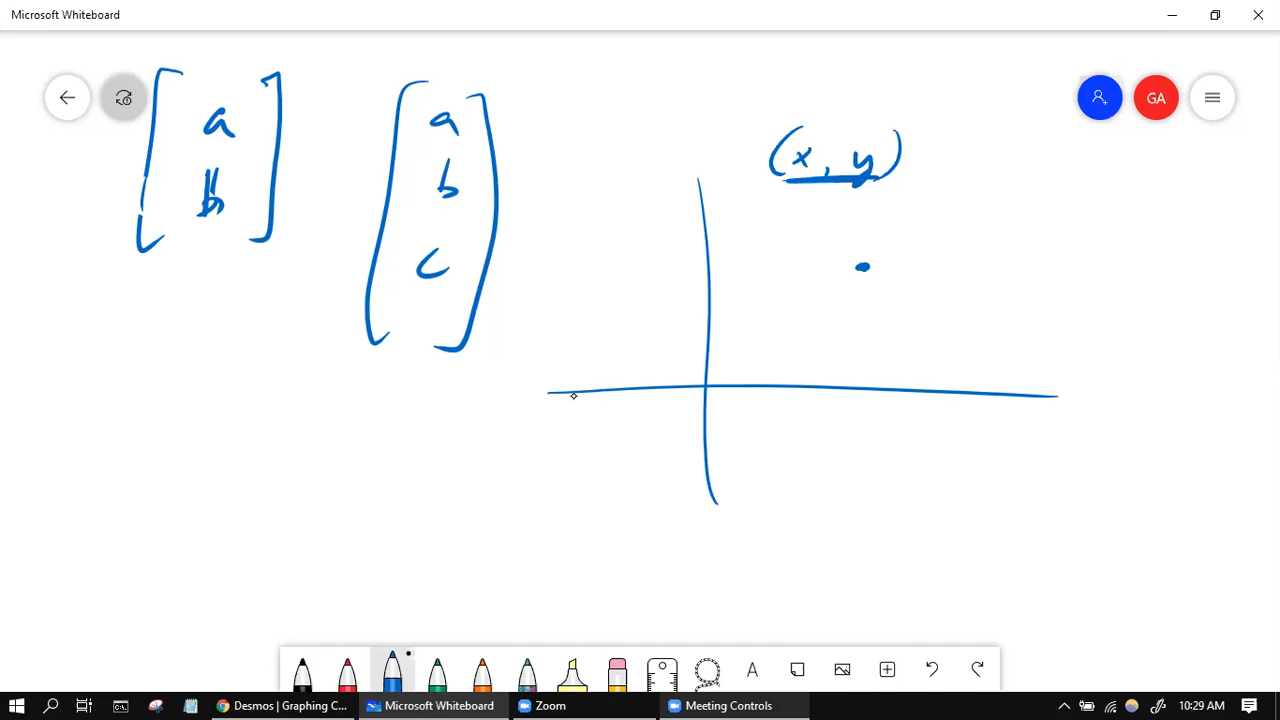 Microsoft Whiteboard
GA
a
b
a
b
c
(x, y)
A
Desmos | Graphing C...
Microsoft Whiteboard
Zoom
Meeting Controls
10:29 AM